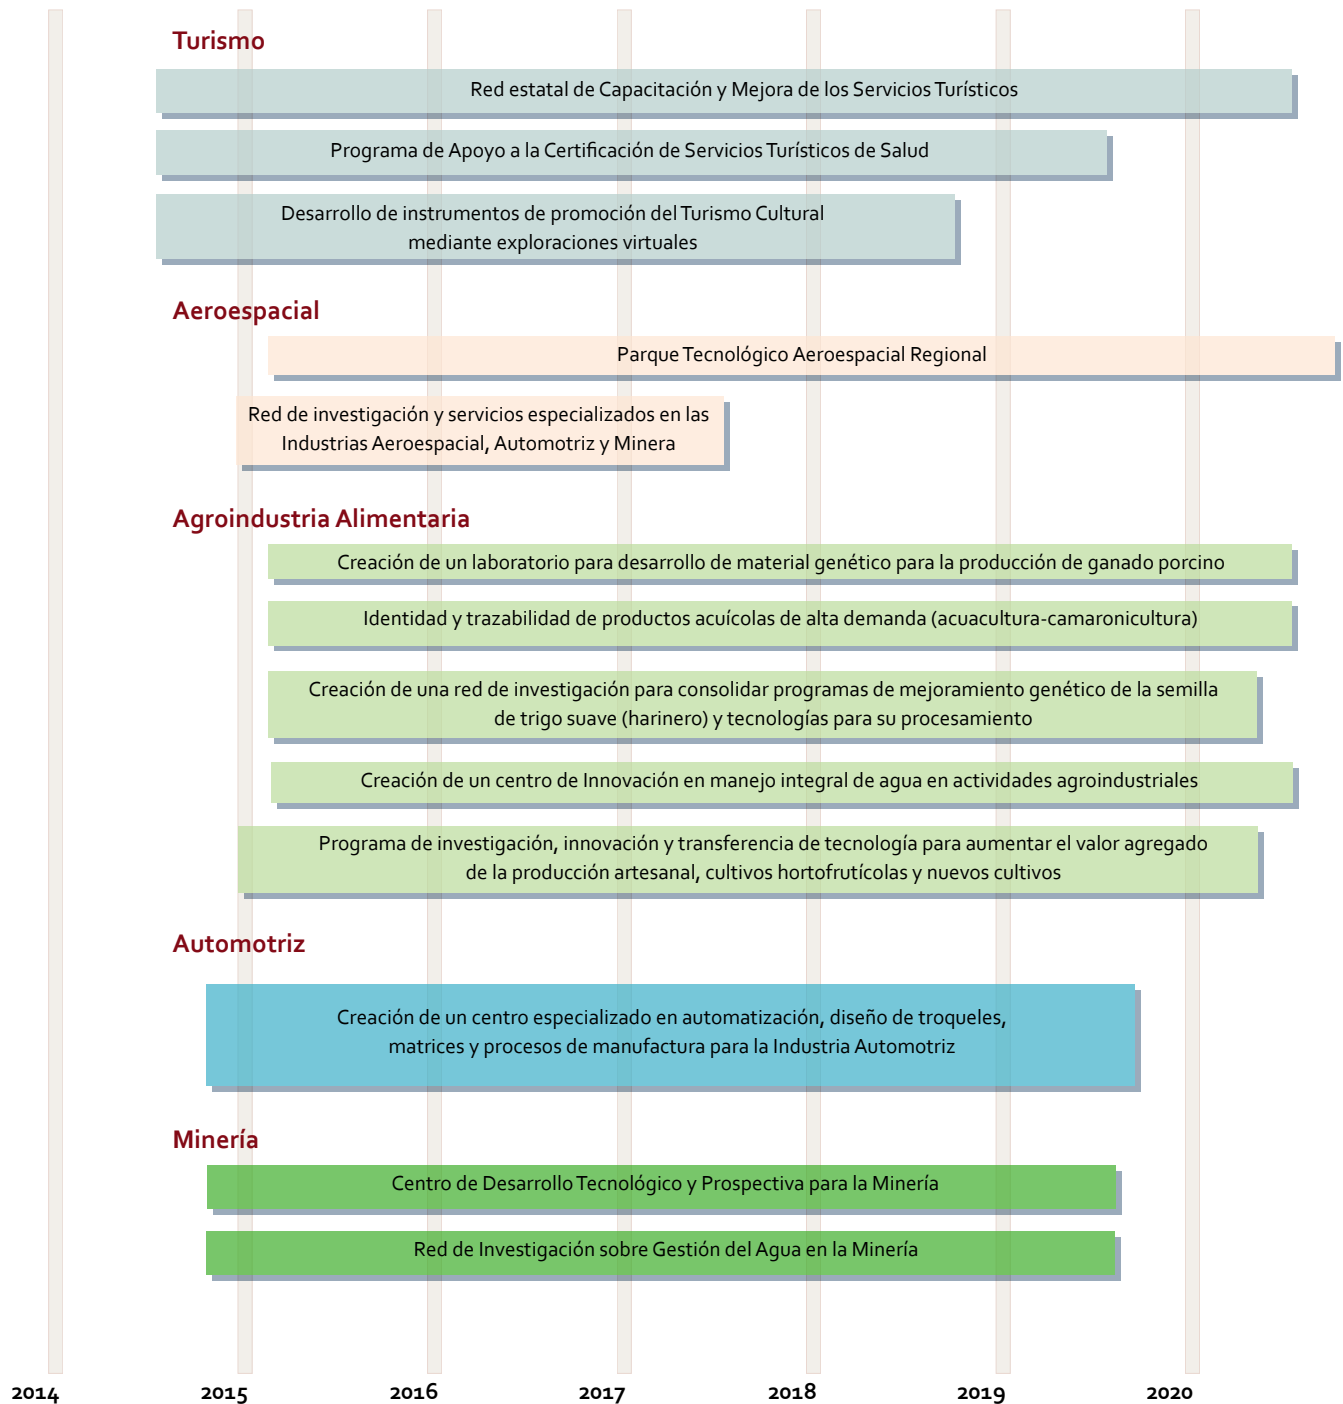 Turismo
Red estatal de Capacitación y Mejora de los Servicios Turísticos
Programa de Apoyo a la Certificación de Servicios Turísticos de Salud
Desarrollo de instrumentos de promoción del Turismo Cultural
mediante exploraciones virtuales
Aeroespacial
Parque Tecnológico Aeroespacial Regional
Red de investigación y servicios especializados en las
Industrias Aeroespacial, Automotriz y Minera
Agroindustria Alimentaria
Creación de un laboratorio para desarrollo de material genético para la producción de ganado porcino
Identidad y trazabilidad de productos acuícolas de alta demanda (acuacultura-camaronicultura)
Creación de una red de investigación para consolidar programas de mejoramiento genético de la semilla
de trigo suave (harinero) y tecnologías para su procesamiento
Creación de un centro de Innovación en manejo integral de agua en actividades agroindustriales
Programa de investigación, innovación y transferencia de tecnología para aumentar el valor agregado
de la producción artesanal, cultivos hortofrutícolas y nuevos cultivos
Automotriz
Creación de un centro especializado en automatización, diseño de troqueles,
matrices y procesos de manufactura para la Industria Automotriz
Minería
Centro de Desarrollo Tecnológico y Prospectiva para la Minería
Red de Investigación sobre Gestión del Agua en la Minería
2014 2015 2016 2017 2018 2019 2020